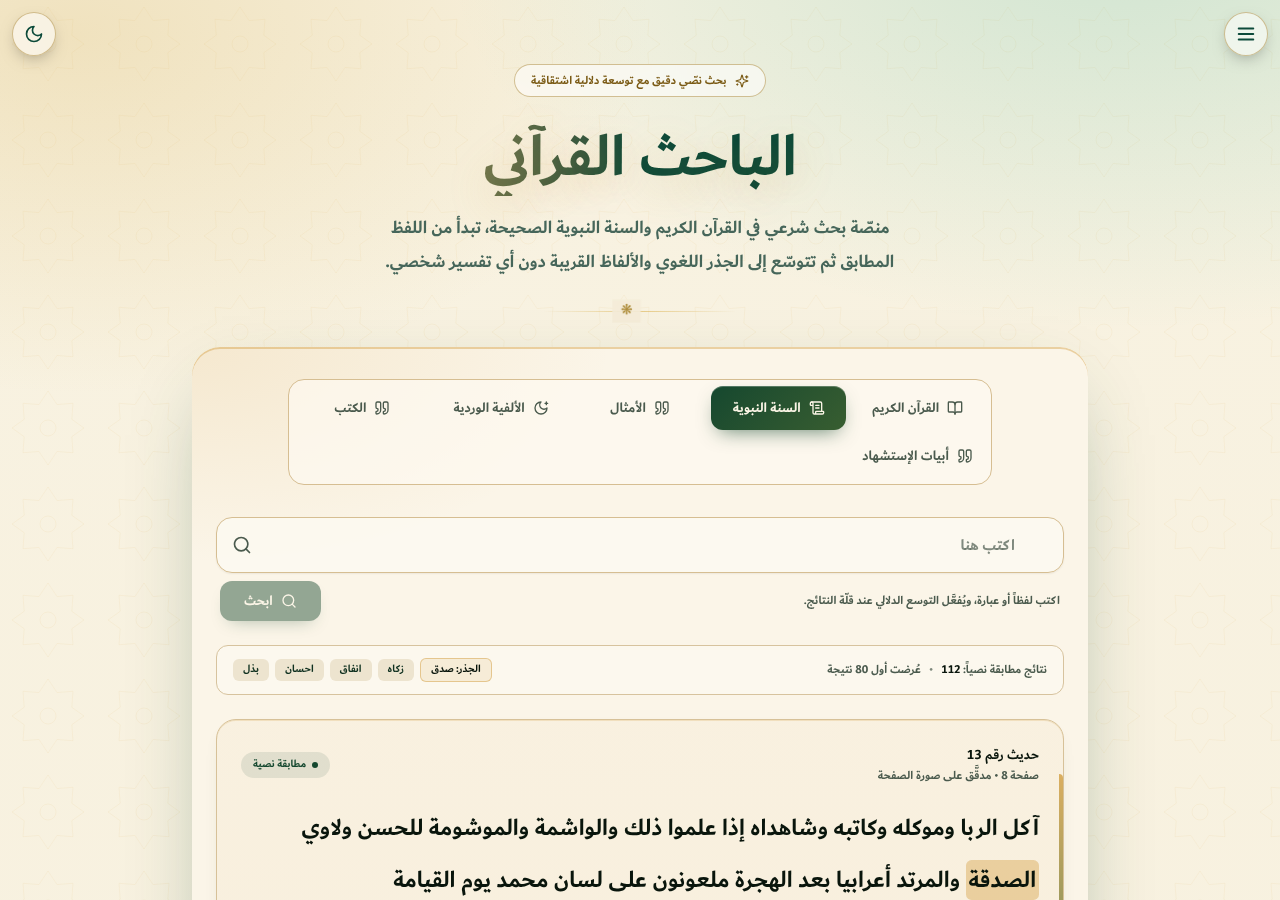 بحث نصّي دقيق مع توسعة دلالية اشتقاقية
الباحث القرآني
منصّة بحث شرعي في القرآن الكريم والسنة النبوية الصحيحة، تبدأ من اللفظ
المطابق ثم تتوسّع إلى الجذر اللغوي والألفاظ القريبة دون أي تفسير شخصي.
القرآن الكريم
السنة النبوية
الأمثال
الألفية الوردية
الكتب
أبيات الإستشهاد
اكتب هنا
اكتب لفظاً أو عبارة، ويُفعَّل التوسع الدلالي عند قلّة النتائج.
ابحث
نتائج مطابقة نصياً: 112 • عُرضت أول 80 نتيجة
الجذر: صدق
زكاه
انفاق
احسان
بذل
حديث رقم 13
صفحة 8 • مدقَّق على صورة الصفحة
مطابقة نصية
آكل الربا وموكله وكاتبه وشاهداه إذا علموا ذلك والواشمة والموشومة للحسن ولاوي
الصدقة والمرتد أعرابيا بعد الهجرة ملعونون على لسان محمد يوم القيامة